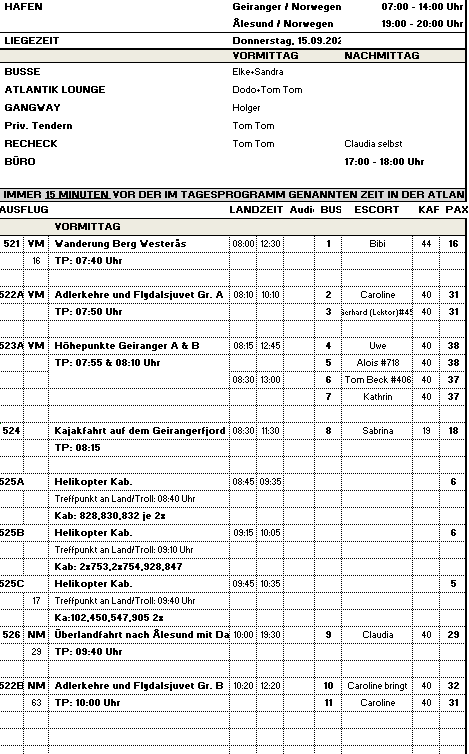 HAFEN Geiranger / Norwegen 07:00 - 14:00 Uhr
Ålesund / Norwegen 19:00 - 20:00 Uhr
LIEGEZEIT Donnerstag, 15.09.202
VORMITTAG NACHMITTAG
BUSSE Elke+Sandra
ATLANTIK LOUNGE Dodo+Tom Tom
GANGWAY Holger
Priv. Tendern Tom Tom
RECHECK Tom Tom Claudia selbst
BÜRO 17:00 - 18:00 Uhr
IMMER 15 MINUTEN VOR DER IM TAGESPROGRAMM GENANNTEN ZEIT IN DER ATLAN
AUSFLUG LANDZEIT Audi BUS ESCORT KAF PAX
VORMITTAG
521 VM Wanderung Berg Westerås 08:00 12:30 1 Bibi 44 16
16 TP: 07:40 Uhr
522A VM Adlerkehre und Flydalsjuvet Gr. A 08:10 10:10 2 Caroline 40 31
TP: 07:50 Uhr 3 Gerhard (Lektor)#45 40 31
523A VM Höhepunkte Geiranger A & B 08:15 12:45 4 Uwe 40 38
TP: 07:55 & 08:10 Uhr 5 Alois #718 40 38
08:30 13:00 6 Tom Beck #406 40 37
7 Kathrin 40 37
524 Kajakfahrt auf dem Geirangerfjord 08:30 11:30 8 Sabrina 19 18
TP: 08:15
525A Helikopter Kab. 08:45 09:35 6
Treffpunkt an Land/Troll: 08:40 Uhr
Kab: 828,830,832 je 2x
525B Helikopter Kab. 09:15 10:05 6
Treffpunkt an Land/Troll: 09:10 Uhr
Kab: 2x753,2x754,928,847
525C Helikopter Kab. 09:45 10:35 5
17 Treffpunkt an Land/Troll: 09:40 Uhr
Ka:102,450,547,905 2x
526 NM Überlandfahrt nach Ålesund mit Da 10:00 19:30 9 Claudia 40 29
29 TP: 09:40 Uhr
522B NM Adlerkehre und Flydalsjuvet Gr. B 10:20 12:20 10 Caroline bringt 40 32
63 TP: 10:00 Uhr 11 Caroline 40 31